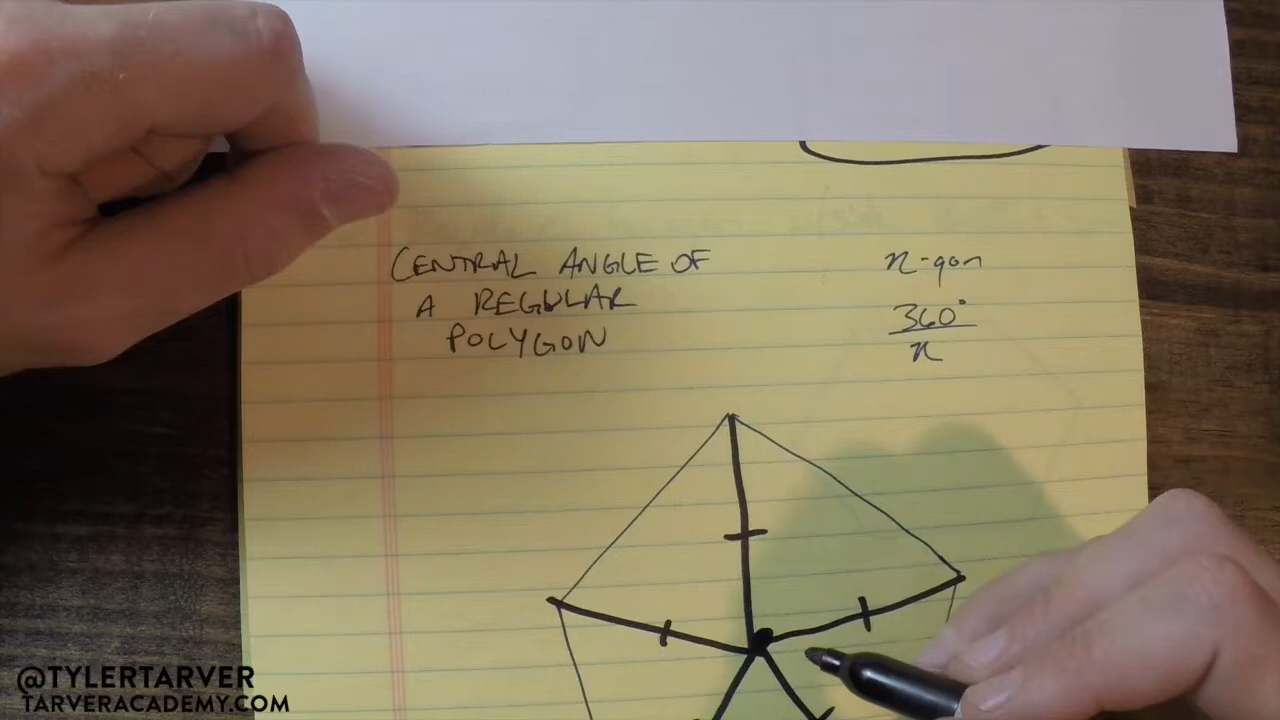 CENTRAL ANGLE OF
A REGULAR
POLYGON
n-gon
360°
n
@TYLERTARVER
TARVERACADEMY.COM